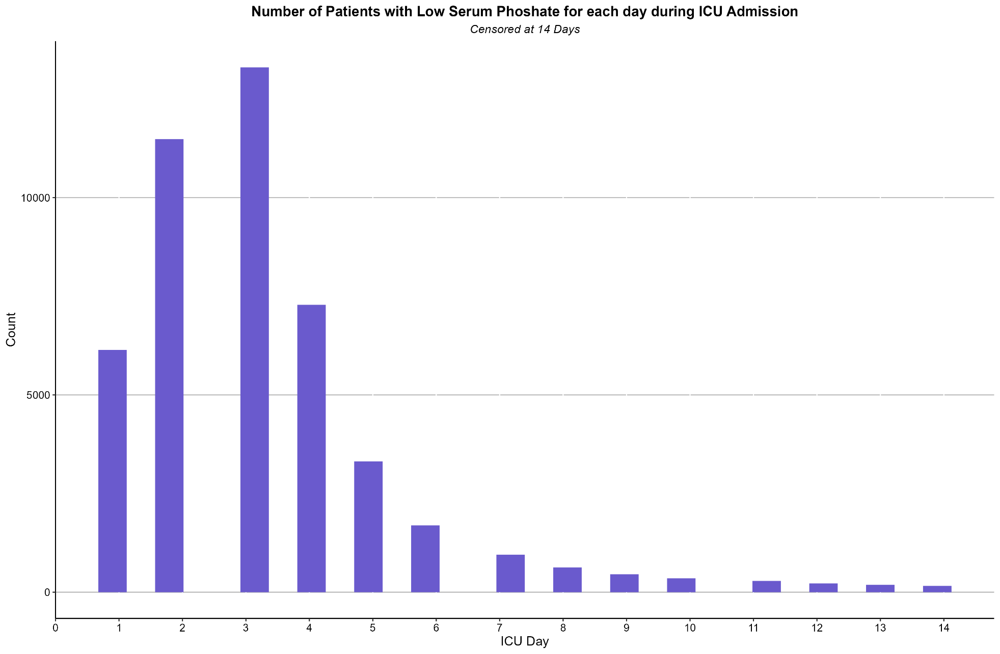 Number of Patients with Low Serum Phoshate for each day during ICU Admission
Censored at 14 Days
Count
10000
5000
0
0 1 2 3 4 5 6 7 8 9 10 11 12 13 14
ICU Day